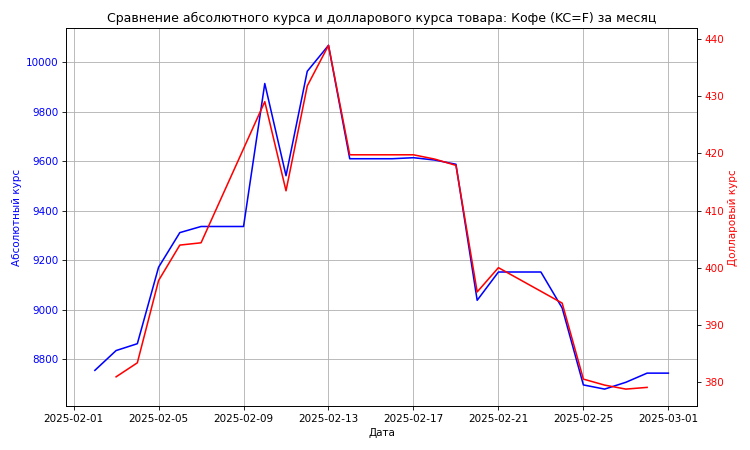 Сравнение абсолютного курса и долларового курса товара: Кофе (KC=F) за месяц
10000
9800
9600
9400
9200
9000
8800
Абсолютный курс
440
430
420
410
400
390
380
Долларовый курс
2025-02-01 2025-02-05 2025-02-09 2025-02-13 2025-02-17 2025-02-21 2025-02-25 2025-03-01
Дата